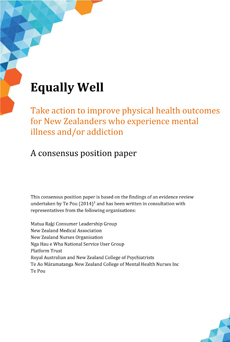 Equally Well
Take action to improve physical health outcomes
for New Zealanders who experience mental
illness and/or addiction
A consensus position paper
This consensus position paper is based on the findings of an evidence review
undertaken by Te Pou (2014)¹ and has been written in consultation with
representatives from the following organisations:
Matua Raḵi Consumer Leadership Group
New Zealand Medical Association
New Zealand Nurses Organisation
Nga Hau e Wha National Service User Group
Platform Trust
Royal Australian and New Zealand College of Psychiatrists
Te Ao Māramatanga New Zealand College of Mental Health Nurses Inc
Te Pou